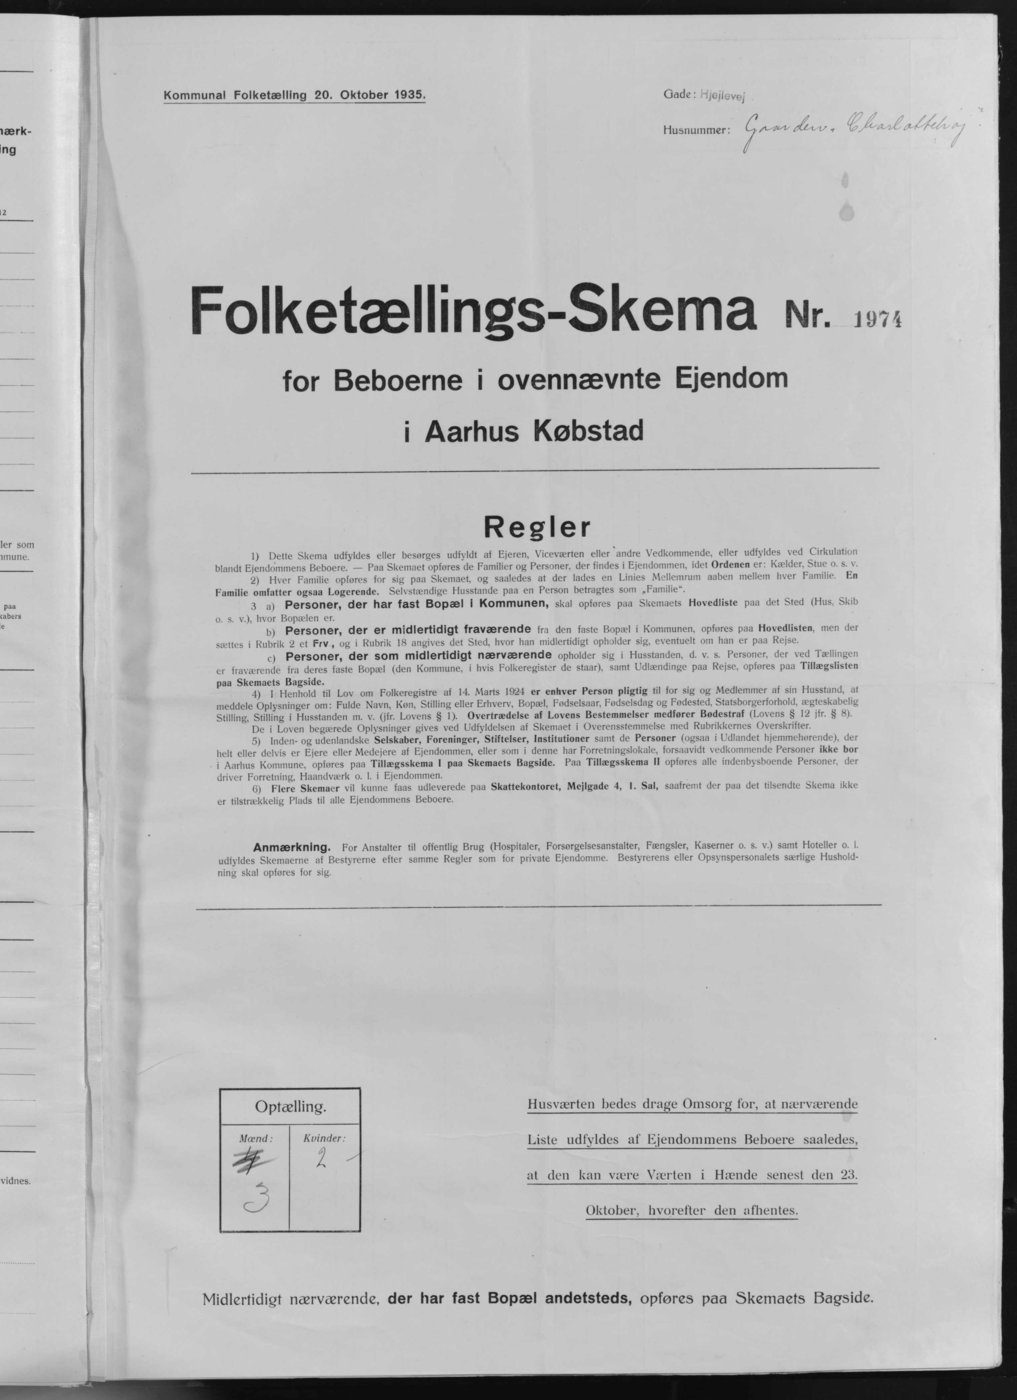 Kommunal Folketælling 20. Oktober 1935.
Gade: Hjejlevej
Husnummer: Gaarden „Charlottehøj"
Folketællings-Skema Nr. 1974
for Beboerne i ovennævnte Ejendom
i Aarhus Købstad
Regler
1) Dette Skema udfyldes eller besørges udfyldt af Ejeren, Viceværten eller andre Vedkommende, eller udfyldes ved Cirkulation
blandt Ejendommens Beboere. — Paa Skemaet opføres de Familier og Personer, der findes i Ejendommen, idet Ordenen er: Kælder, Stue o. s. v.
2) Hver Familie opføres for sig paa Skemaet, og saaledes at der lades en Linies Mellemrum aaben mellem hver Familie. En
Familie omfatter ogsaa Logerende. Selvstændige Husstande paa en Person betragtes som „Familie“.
3 a) Personer, der har fast Bopæl i Kommunen, skal opføres paa Skemaets Hovedliste paa det Sted (Hus, Skib
o. s. v.), hvor Bopælen er.
b) Personer, der er midlertidigt fraværende fra den faste Bopæl i Kommunen, opføres paa Hovedlisten, men der
sættes i Rubrik 2 et Frv., og i Rubrik 18 angives det Sted, hvor han midlertidigt opholder sig, eventuelt om han er paa Rejse.
c) Personer, der som midlertidigt nærværende opholder sig i Husstanden, d. v. s. Personer, der ved Tællingen
er fraværende fra deres faste Bopæl (den Kommune, i hvis Folkeregister de staar), samt Udlændinge paa Rejse, opføres paa Tillægslisten
paa Skemaets Bagside.
4) I Henhold til Lov om Folkeregistre af 14. Marts 1924 er enhver Person pligtig til for sig og Medlemmer af sin Husstand, at
meddele Oplysninger om: Fulde Navn, Køn, Stilling eller Erhverv, Bopæl, Fødselsaar, Fødselsdag og Fødested, Statsborgerforhold, ægteskabelig
Stilling, Stilling i Husstanden m. v. (jfr. Lovens § 1). Overtrædelse af Lovens Bestemmelser medfører Bødestraf (Lovens § 12 jfr. § 8).
De i Loven begærede Oplysninger gives ved Udfyldelsen af Skemaet i Overensstemmelse med Rubrikkernes Overskrifter.
5) Inden- og udenlandske Selskaber, Foreninger, Stiftelser, Institutioner samt de Personer (ogsaa i Udlandet hjemmehørende), der
helt eller delvis er Ejere eller Medejere af Ejendommen, eller som i denne har Forretningslokale, forsaavidt vedkommende Personer ikke bor
i Aarhus Kommune, opføres paa Tillægsskema I paa Skemaets Bagside. Paa Tillægsskema II opføres alle indenbysboende Personer, der
driver Forretning, Haandværk o. l. i Ejendommen.
6) Flere Skemaer vil kunne faas udleverede paa Skattekontoret, Mejlgade 4, 1. Sal, saafremt der paa det tilsendte Skema ikke
er tilstrækkelig Plads til alle Ejendommens Beboere.
Anmærkning. For Anstalter til offentlig Brug (Hospitaler, Forsørgelsesanstalter, Fængsler, Kaserner o. s. v.) samt Hoteller o. l.
udfyldes Skemaerne af Bestyrerne efter samme Regler som for private Ejendomme. Bestyrerens eller Opsynspersonalets særlige Hushold-
ning skal opføres for sig.
Optælling.
Mænd: Kvinder:
4 2
3
Husværten bedes drage Omsorg for, at nærværende
Liste udfyldes af Ejendommens Beboere saaledes,
at den kan være Værten i Hænde senest den 23.
Oktober, hvorefter den afhentes.
Midlertidigt nærværende, der har fast Bopæl andetsteds, opføres paa Skemaets Bagside.